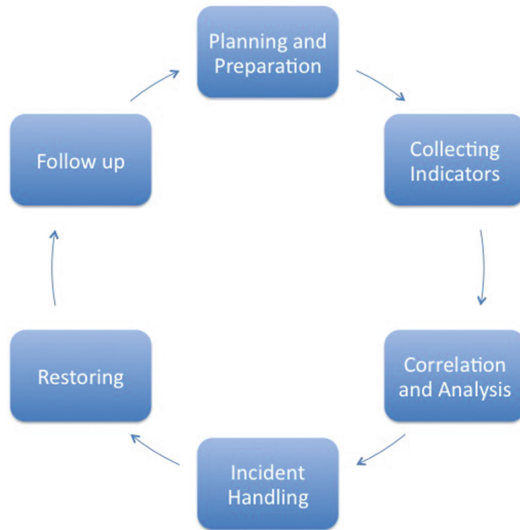 Planning and
Preparation
Collecting
Indicators
Correlation
and Analysis
Incident
Handling
Restoring
Follow up